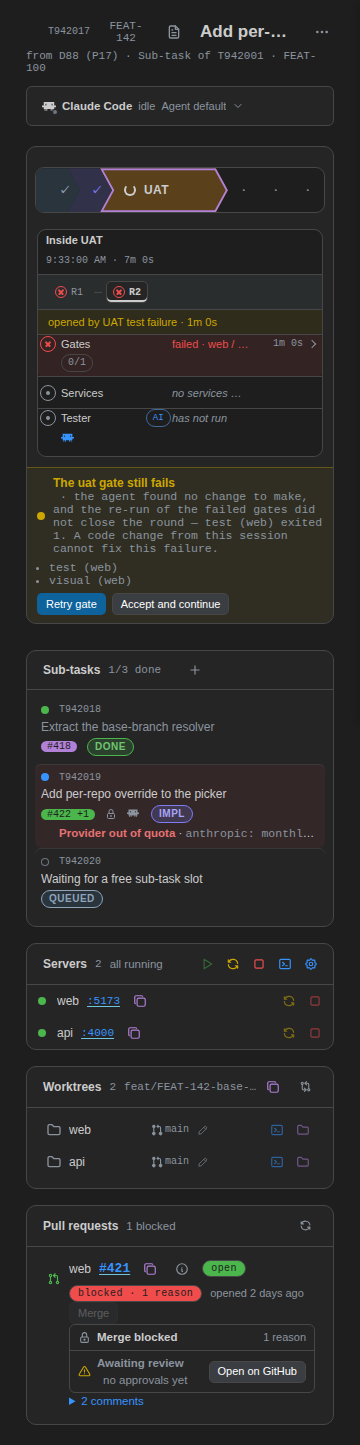 T942017 FEAT-142 Add per-…
from D88 (P17) · Sub-task of T942001 · FEAT-
100
Claude Code idle Agent default
UAT
Inside UAT
9:33:00 AM · 7m 0s
R1 — R2
opened by UAT test failure · 1m 0s
Gates failed · web / … 1m 0s
0/1
Services no services …
Tester AI has not run
The uat gate still fails
· the agent found no change to make,
and the re-run of the failed gates did
not close the round — test (web) exited
1. A code change from this session
cannot fix this failure.
• test (web)
• visual (web)
Retry gate Accept and continue
Sub-tasks 1/3 done
T942018
Extract the base-branch resolver
#418 DONE
T942019
Add per-repo override to the picker
#422 +1 IMPL
Provider out of quota · anthropic: monthl…
T942020
Waiting for a free sub-task slot
QUEUED
Servers 2 all running
web :5173
api :4000
Worktrees 2 feat/FEAT-142-base-…
web main
api main
Pull requests 1 blocked
web #421 open
blocked · 1 reason opened 2 days ago
Merge
Merge blocked 1 reason
Awaiting review
no approvals yet
Open on GitHub
2 comments